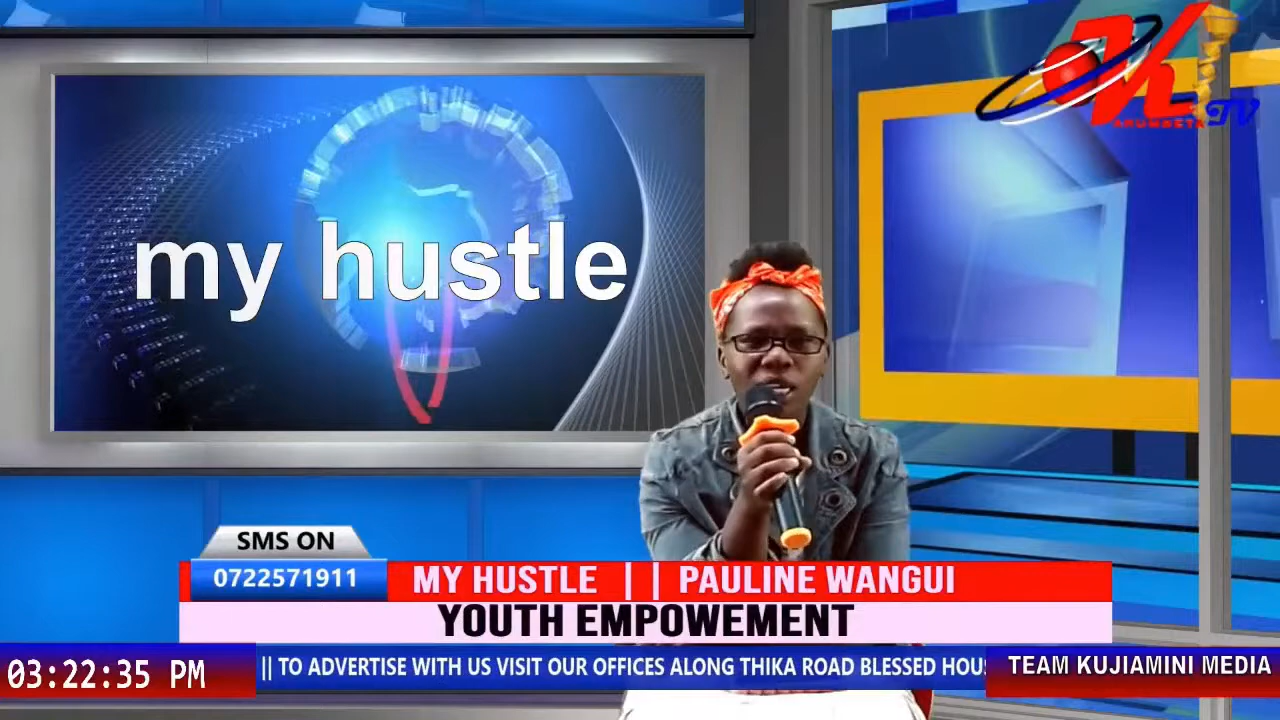 my hustle
TV
SMS ON
0722571911
MY HUSTLE || PAULINE WANGUI
YOUTH EMPOWEMENT
03:22:35 PM
|| TO ADVERTISE WITH US VISIT OUR OFFICES ALONG THIKA ROAD BLESSED
TEAM KUJIAMINI MEDIA